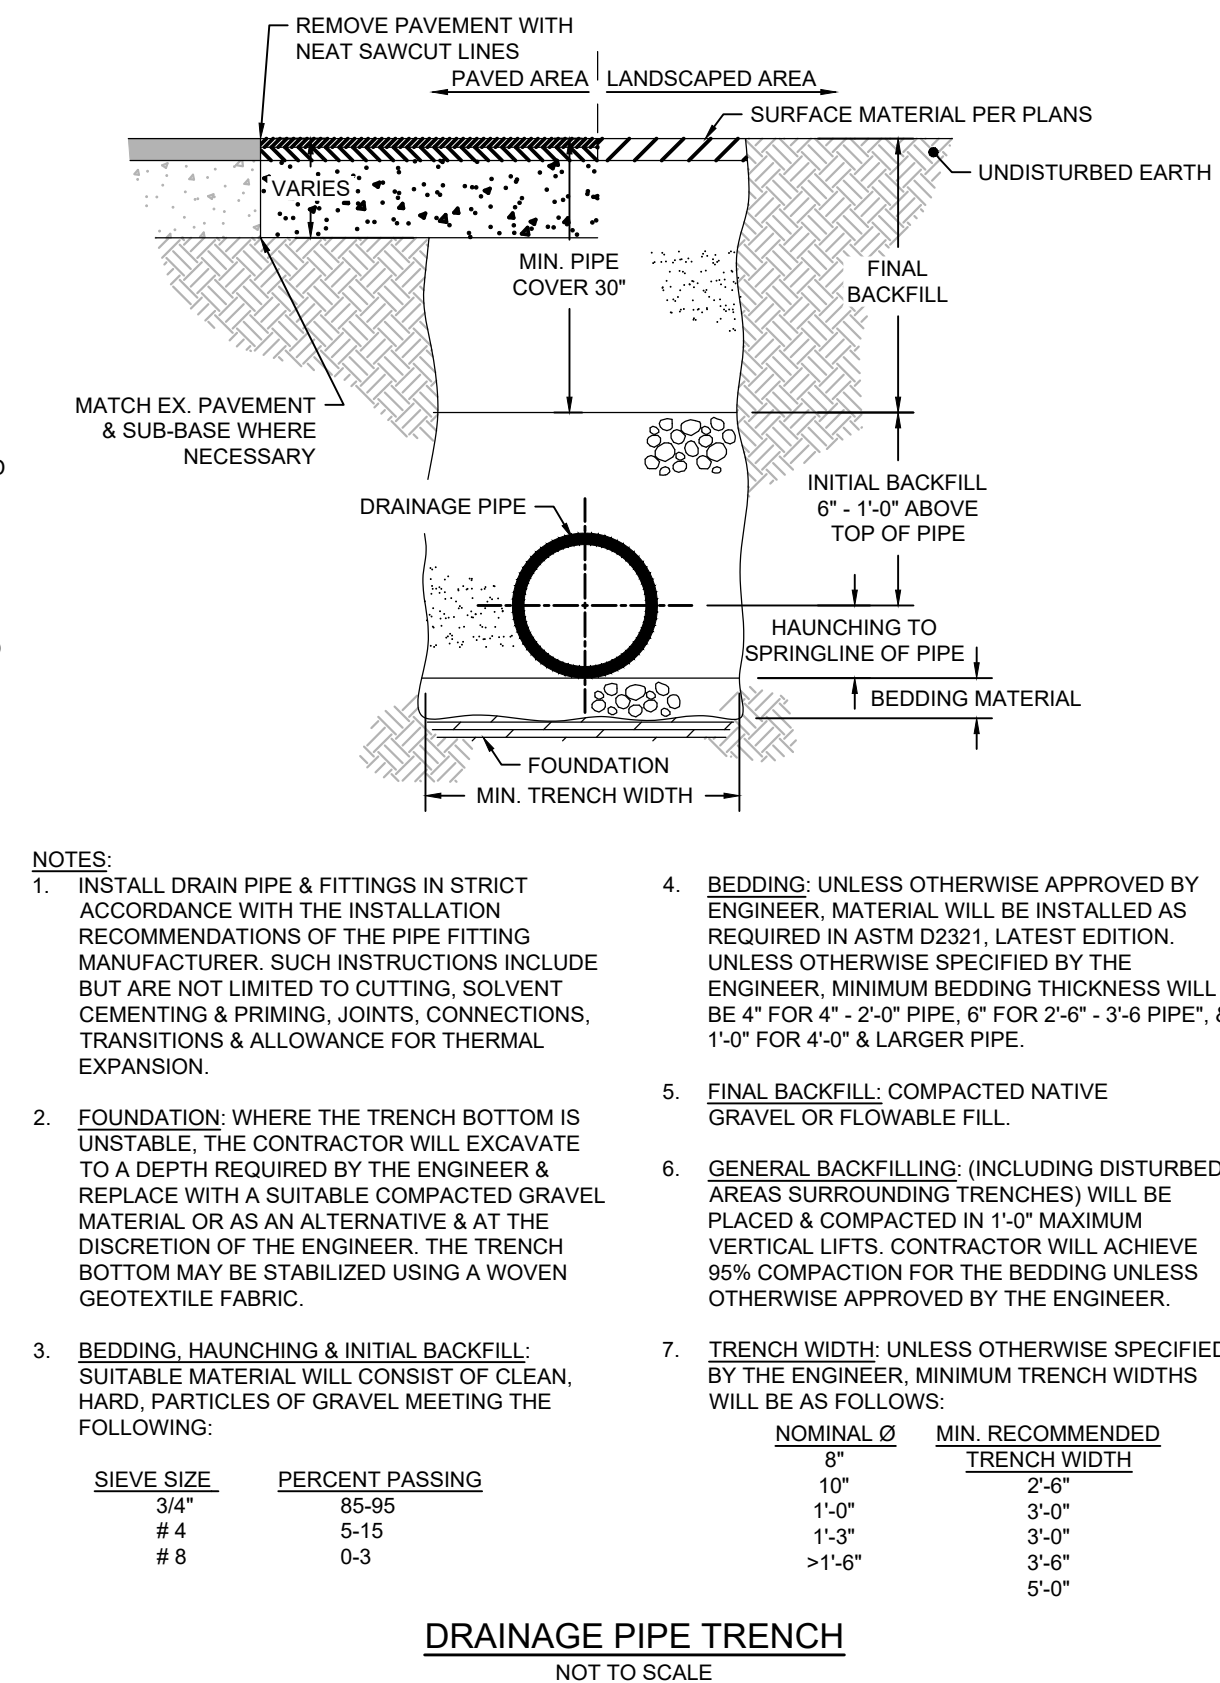 REMOVE PAVEMENT WITH
NEAT SAWCUT LINES
PAVED AREA LANDSCAPED AREA
SURFACE MATERIAL PER PLANS
UNDISTURBED EARTH
VARIES
MIN. PIPE
COVER 30"
FINAL
BACKFILL
MATCH EX. PAVEMENT
& SUB-BASE WHERE
NECESSARY
INITIAL BACKFILL
6" - 1'-0" ABOVE
TOP OF PIPE
DRAINAGE PIPE
HAUNCHING TO
SPRINGLINE OF PIPE
BEDDING MATERIAL
FOUNDATION
MIN. TRENCH WIDTH
NOTES:
1. INSTALL DRAIN PIPE & FITTINGS IN STRICT
ACCORDANCE WITH THE INSTALLATION
RECOMMENDATIONS OF THE PIPE FITTING
MANUFACTURER. SUCH INSTRUCTIONS INCLUDE
BUT ARE NOT LIMITED TO CUTTING, SOLVENT
CEMENTING & PRIMING, JOINTS, CONNECTIONS,
TRANSITIONS & ALLOWANCE FOR THERMAL
EXPANSION.
2. FOUNDATION: WHERE THE TRENCH BOTTOM IS
UNSTABLE, THE CONTRACTOR WILL EXCAVATE
TO A DEPTH REQUIRED BY THE ENGINEER &
REPLACE WITH A SUITABLE COMPACTED GRAVEL
MATERIAL OR AS AN ALTERNATIVE & AT THE
DISCRETION OF THE ENGINEER. THE TRENCH
BOTTOM MAY BE STABILIZED USING A WOVEN
GEOTEXTILE FABRIC.
3. BEDDING, HAUNCHING & INITIAL BACKFILL:
SUITABLE MATERIAL WILL CONSIST OF CLEAN,
HARD, PARTICLES OF GRAVEL MEETING THE
FOLLOWING:
SIEVE SIZE PERCENT PASSING
3/4" 85-95
# 4 5-15
# 8 0-3
4. BEDDING: UNLESS OTHERWISE APPROVED BY
ENGINEER, MATERIAL WILL BE INSTALLED AS
REQUIRED IN ASTM D2321, LATEST EDITION.
UNLESS OTHERWISE SPECIFIED BY THE
ENGINEER, MINIMUM BEDDING THICKNESS WILL
BE 4" FOR 4" - 2'-0" PIPE, 6" FOR 2'-6" - 3'-6 PIPE", &
1'-0" FOR 4'-0" & LARGER PIPE.
5. FINAL BACKFILL: COMPACTED NATIVE
GRAVEL OR FLOWABLE FILL.
6. GENERAL BACKFILLING: (INCLUDING DISTURBED
AREAS SURROUNDING TRENCHES) WILL BE
PLACED & COMPACTED IN 1'-0" MAXIMUM
VERTICAL LIFTS. CONTRACTOR WILL ACHIEVE
95% COMPACTION FOR THE BEDDING UNLESS
OTHERWISE APPROVED BY THE ENGINEER.
7. TRENCH WIDTH: UNLESS OTHERWISE SPECIFIED
BY THE ENGINEER, MINIMUM TRENCH WIDTHS
WILL BE AS FOLLOWS:
NOMINAL Ø MIN. RECOMMENDED
8" TRENCH WIDTH
10" 2'-6"
1'-0" 3'-0"
1'-3" 3'-0"
>1'-6" 3'-6"
5'-0"
DRAINAGE PIPE TRENCH
NOT TO SCALE